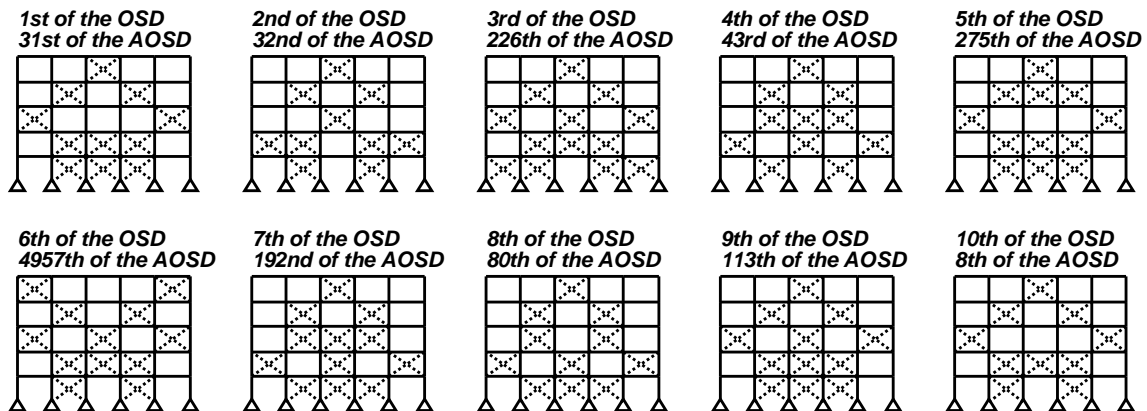 1st of the OSD
31st of the AOSD
2nd of the OSD
32nd of the AOSD
3rd of the OSD
226th of the AOSD
4th of the OSD
43rd of the AOSD
5th of the OSD
275th of the AOSD
6th of the OSD
4957th of the AOSD
7th of the OSD
192nd of the AOSD
8th of the OSD
80th of the AOSD
9th of the OSD
113th of the AOSD
10th of the OSD
8th of the AOSD